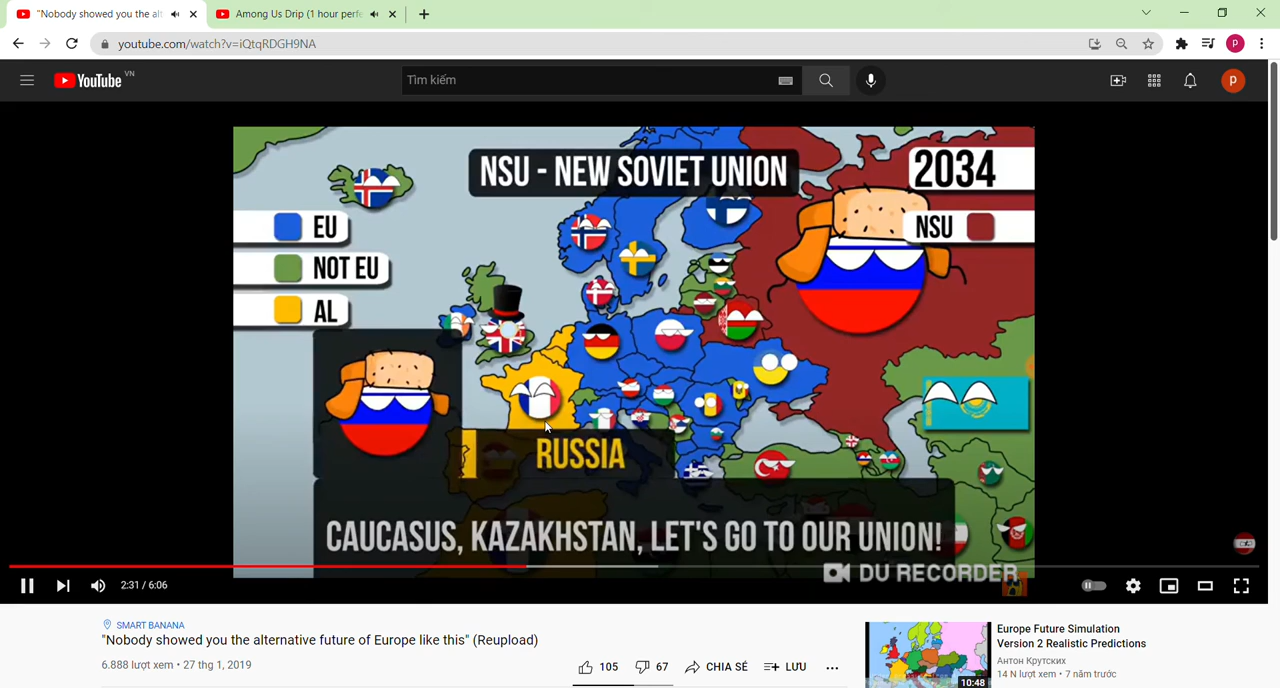 "Nobody showed you the alt
Among Us Drip (1 hour perfe
youtube.com/watch?v=iQtqRDGH9NA
YouTube VN
Tìm kiếm
p
NSU - NEW SOVIET UNION
2034
EU
NSU
NOT EU
AL
RUSSIA
CAUCASUS, KAZAKHSTAN, LET'S GO TO OUR UNION!
DU RECORDER
2:31 / 6:06
SMART BANANA
"Nobody showed you the alternative future of Europe like this" (Reupload)
6.888 lượt xem • 27 thg 1, 2019
105
67
CHIA SẺ
LƯU
Europe Future Simulation
Version 2 Realistic Predictions
Антон Крутских
14 N lượt xem • 7 năm trước
10:48